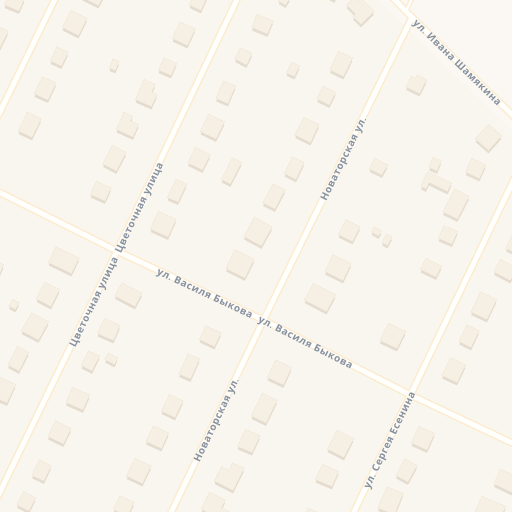 ул. Ивана Шамякина
Новаторская ул.
Цветочная улица
Цветочная улица
ул. Василя Быкова
ул. Василя Быкова
Новаторская ул.
ул. Сергея Есенина